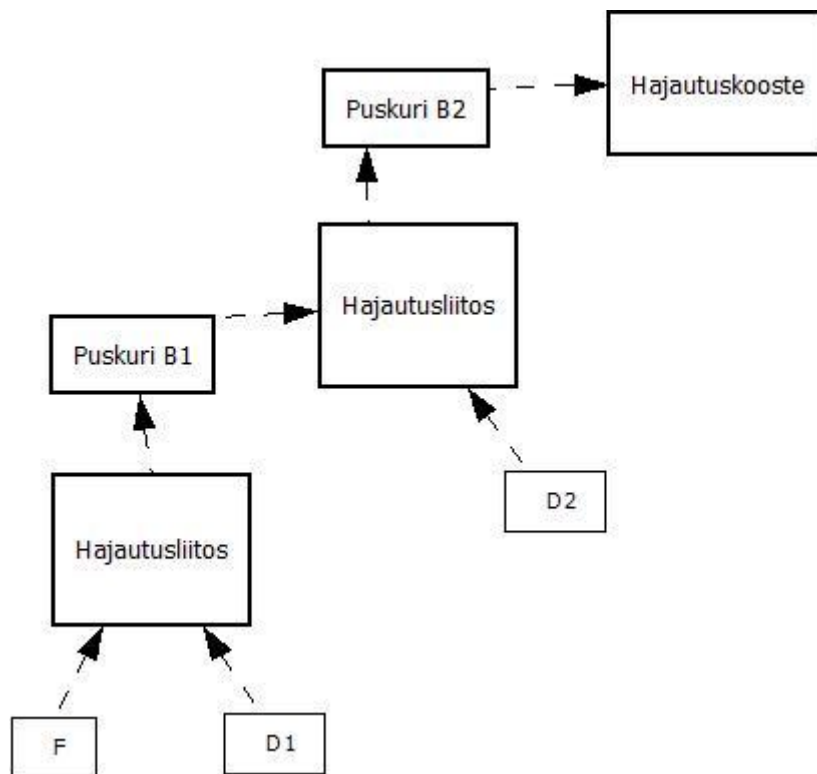 Hajautuskooste
Puskuri B2
Hajautusliitos
Puskuri B1
D2
Hajautusliitos
F
D1